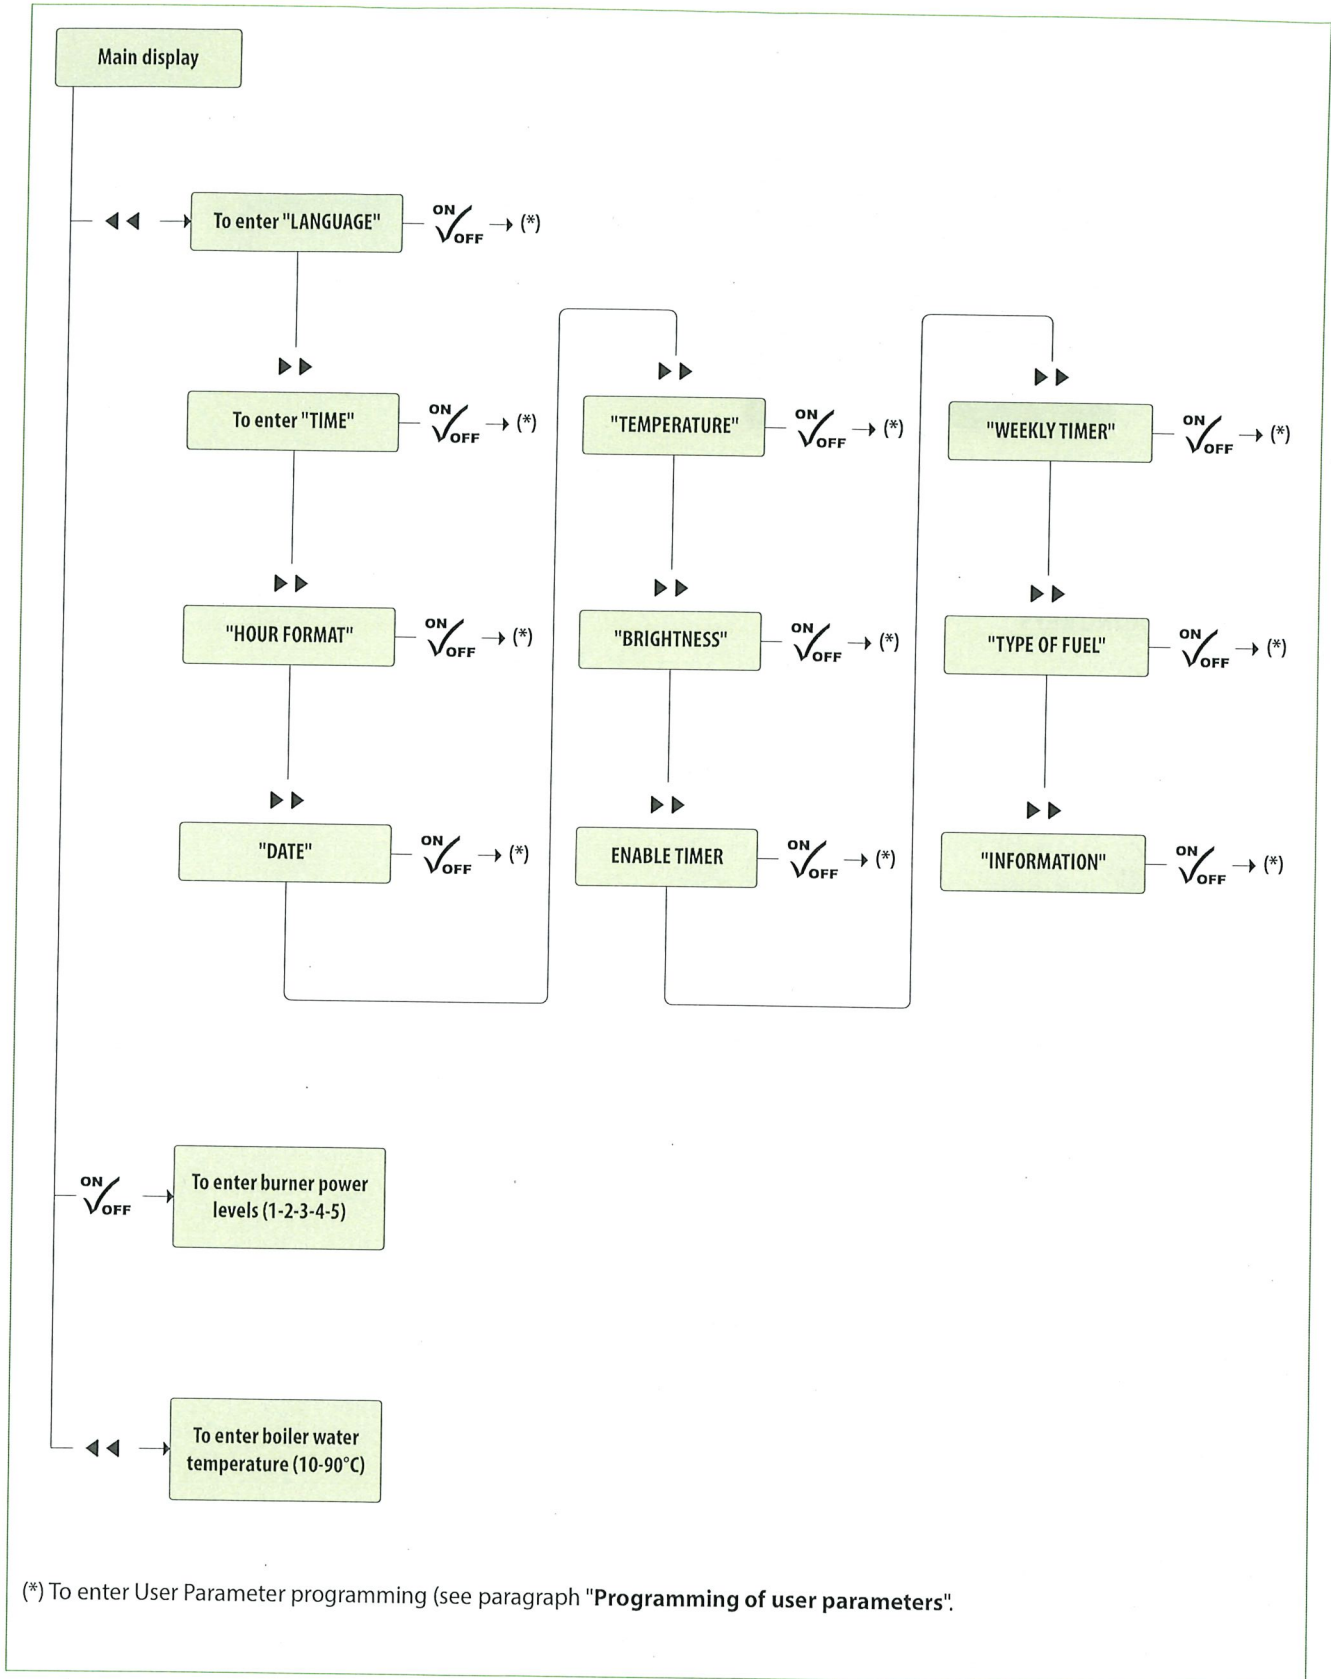 Main display
To enter "LANGUAGE"
ON
OFF
(*)
To enter "TIME"
ON
OFF
(*)
"HOUR FORMAT"
ON
OFF
(*)
"DATE"
ON
OFF
(*)
"TEMPERATURE"
ON
OFF
(*)
"BRIGHTNESS"
ON
OFF
(*)
ENABLE TIMER
ON
OFF
(*)
"WEEKLY TIMER"
ON
OFF
(*)
"TYPE OF FUEL"
ON
OFF
(*)
"INFORMATION"
ON
OFF
(*)
ON
OFF
To enter burner power
levels (1-2-3-4-5)
To enter boiler water
temperature (10-90°C)
(*) To enter User Parameter programming (see paragraph "Programming of user parameters".